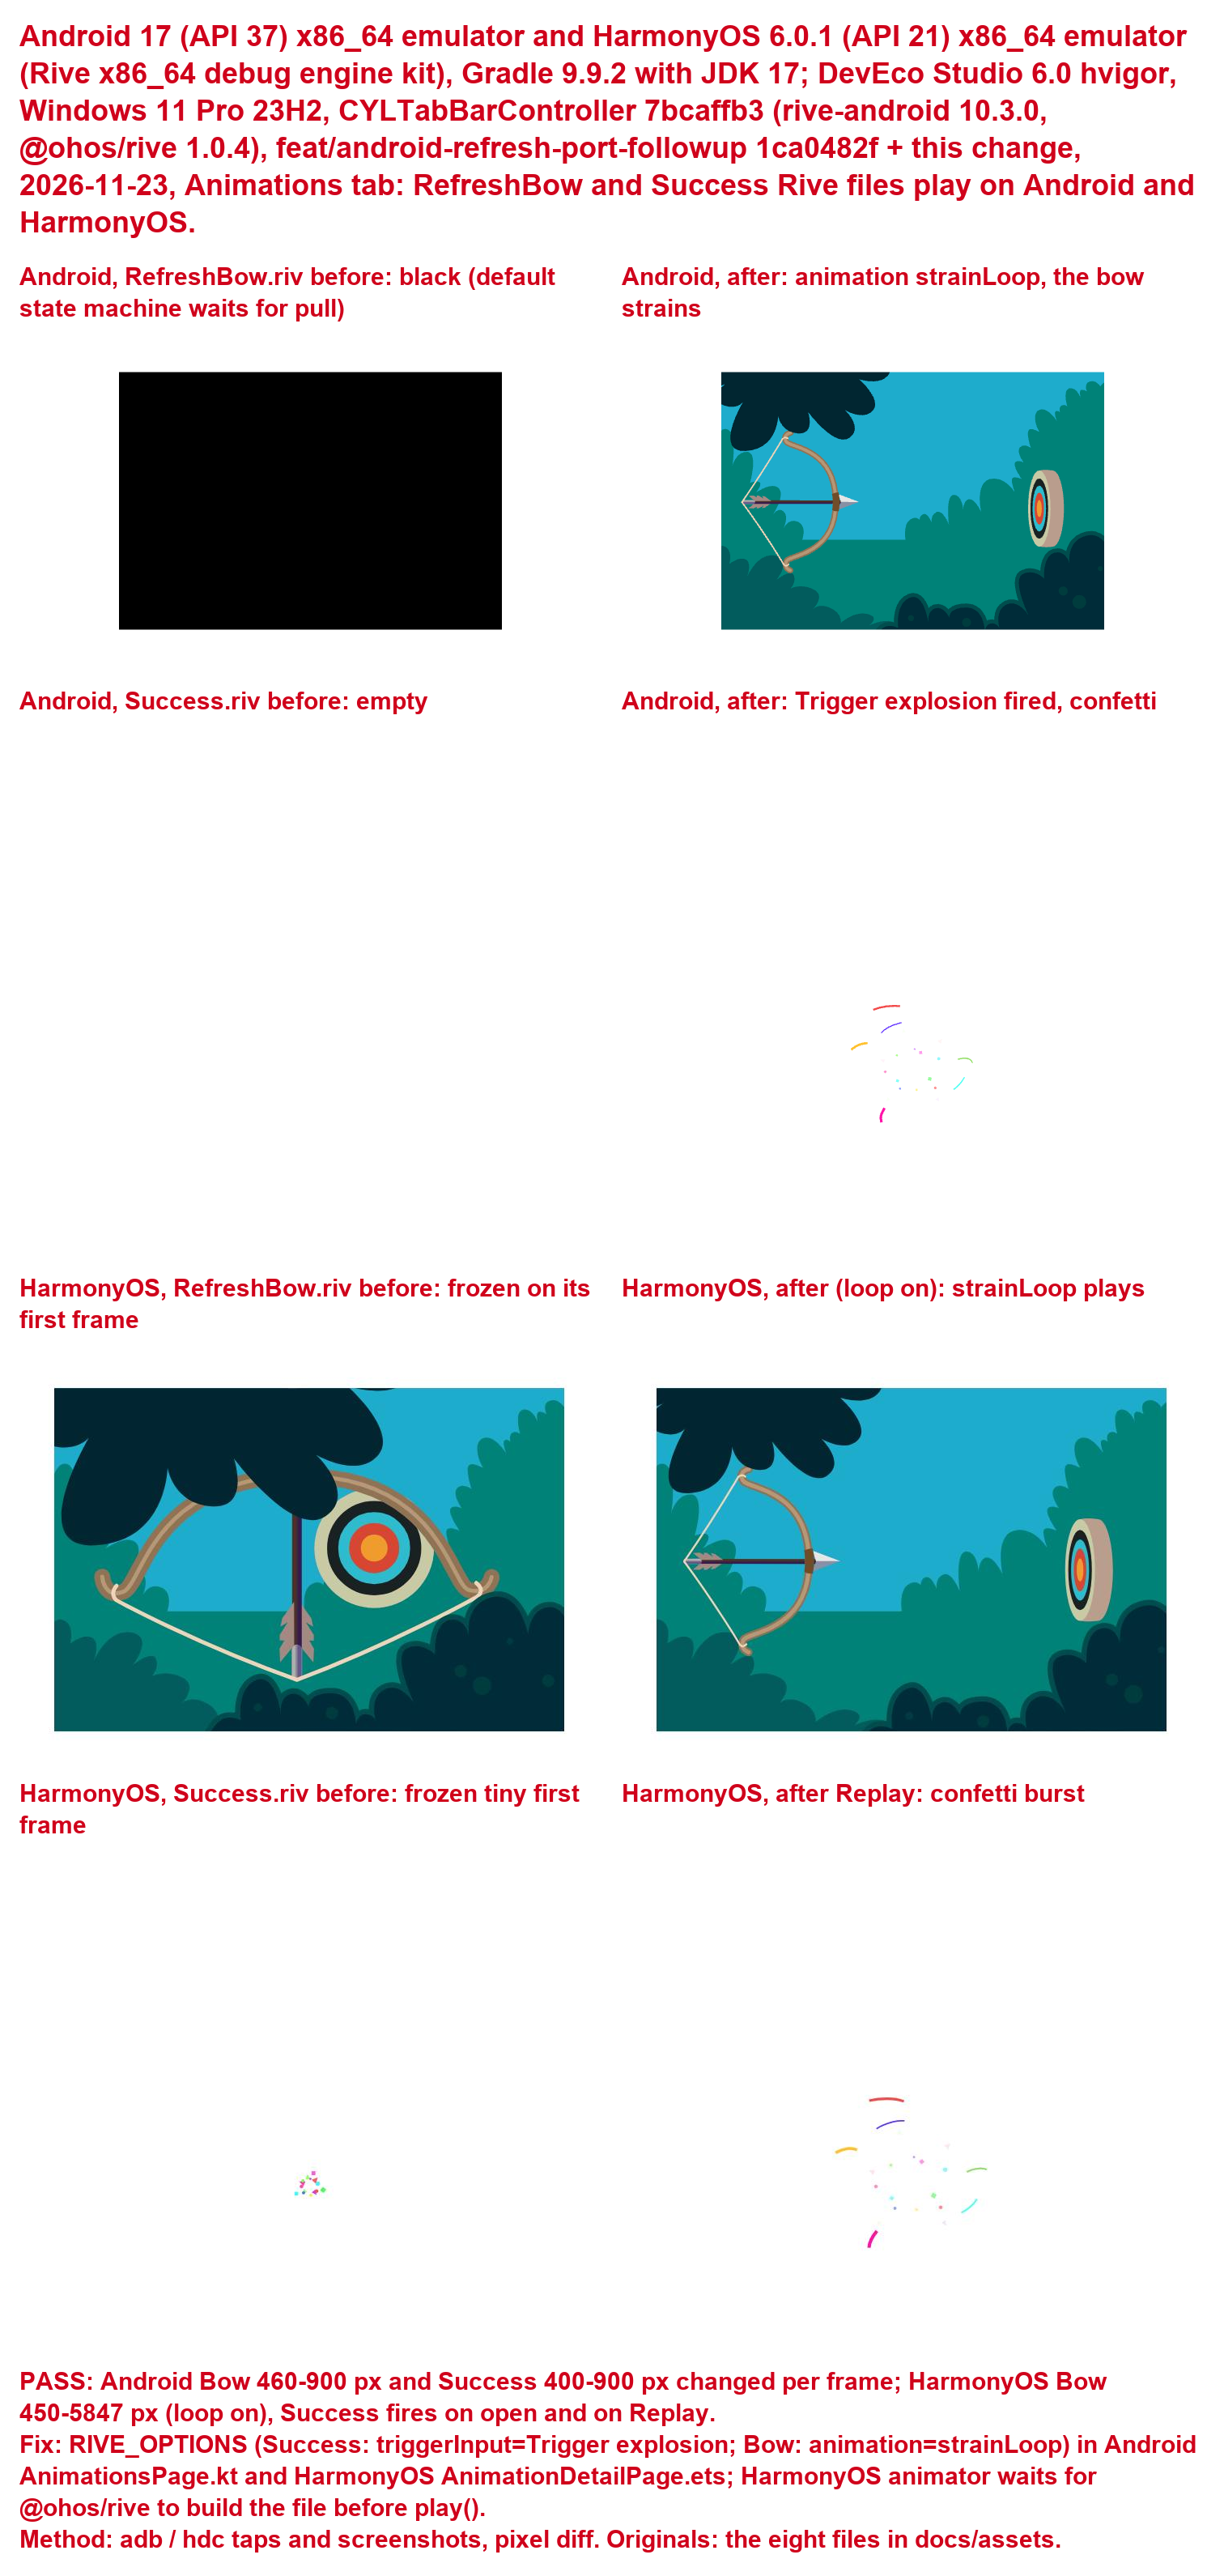 Android 17 (API 37) x86_64 emulator and HarmonyOS 6.0.1 (API 21) x86_64 emulator
(Rive x86_64 debug engine kit), Gradle 9.9.2 with JDK 17; DevEco Studio 6.0 hvigor,
Windows 11 Pro 23H2, CYLTabBarController 7bcaffb3 (rive-android 10.3.0,
@ohos/rive 1.0.4), feat/android-refresh-port-followup 1ca0482f + this change,
2026-11-23, Animations tab: RefreshBow and Success Rive files play on Android and
HarmonyOS.
Android, RefreshBow.riv before: black (default
state machine waits for pull)
Android, after: animation strainLoop, the bow
strains
Android, Success.riv before: empty
Android, after: Trigger explosion fired, confetti
HarmonyOS, RefreshBow.riv before: frozen on its
first frame
HarmonyOS, after (loop on): strainLoop plays
HarmonyOS, Success.riv before: frozen tiny first
frame
HarmonyOS, after Replay: confetti burst
PASS: Android Bow 460-900 px and Success 400-900 px changed per frame; HarmonyOS Bow
450-5847 px (loop on), Success fires on open and on Replay.
Fix: RIVE_OPTIONS (Success: triggerInput=Trigger explosion; Bow: animation=strainLoop) in Android
AnimationsPage.kt and HarmonyOS AnimationDetailPage.ets; HarmonyOS animator waits for
@ohos/rive to build the file before play().
Method: adb / hdc taps and screenshots, pixel diff. Originals: the eight files in docs/assets.